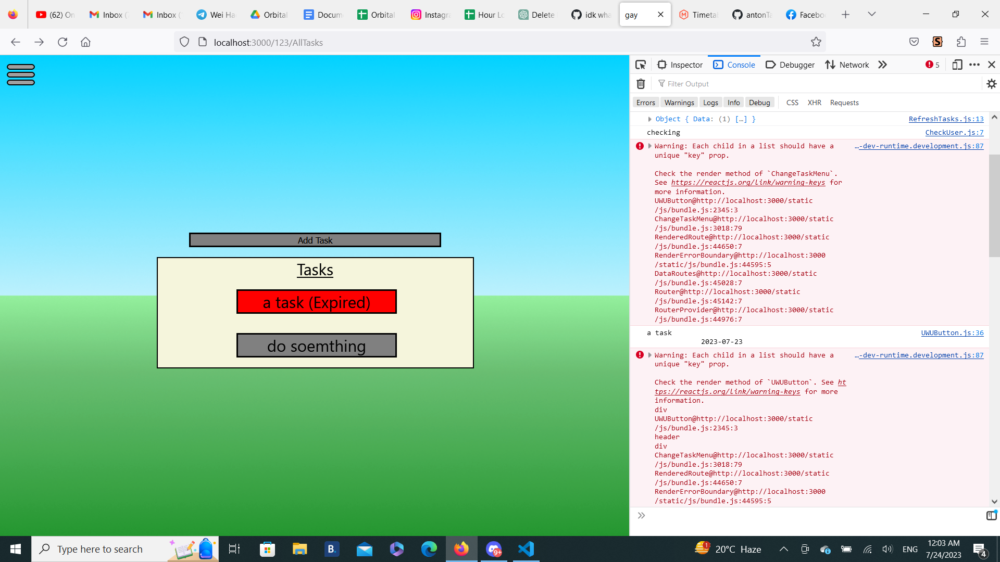 (62) On
Inbox (
Inbox (
Wei Ha
Orbital
Docum
Orbital
Instagra
Hour Lo
Delete
idk wha
gay
Timetal
antonTa
Facebo
localhost:3000/123/AllTasks
Inspector
Console
Debugger
Network
5
Filter Output
Errors
Warnings
Logs
Info
Debug
CSS
XHR
Requests
Object { Data: (1) […] }
RefreshTasks.js:13
checking
CheckUser.js:7
Warning: Each child in a list should have a
…-dev-runtime.development.js:87
unique "key" prop.
Check the render method of `ChangeTaskMenu`.
See https://reactjs.org/link/warning-keys for
more information.
UWUButton@http://localhost:3000/static
/js/bundle.js:2345:3
ChangeTaskMenu@http://localhost:3000/static
/js/bundle.js:3018:79
RenderedRoute@http://localhost:3000/static
/js/bundle.js:44650:7
RenderErrorBoundary@http://localhost:3000
/static/js/bundle.js:44595:5
DataRoutes@http://localhost:3000/static
/js/bundle.js:45028:7
Router@http://localhost:3000/static
/js/bundle.js:45142:7
RouterProvider@http://localhost:3000/static
/js/bundle.js:44976:7
a task
UWUButton.js:36
2023-07-23
Warning: Each child in a list should have a
…-dev-runtime.development.js:87
unique "key" prop.
Check the render method of `UWUButton`. See ht
tps://reactjs.org/link/warning-keys for more
information.
div
UWUButton@http://localhost:3000/static
/js/bundle.js:2345:3
header
div
ChangeTaskMenu@http://localhost:3000/static
/js/bundle.js:3018:79
RenderedRoute@http://localhost:3000/static
/js/bundle.js:44650:7
RenderErrorBoundary@http://localhost:3000
/static/js/bundle.js:44595:5
Add Task
Tasks
a task (Expired)
do soemthing
Type here to search
B.
9+
1
20°C Haze
ENG
12:03 AM
7/24/2023
4